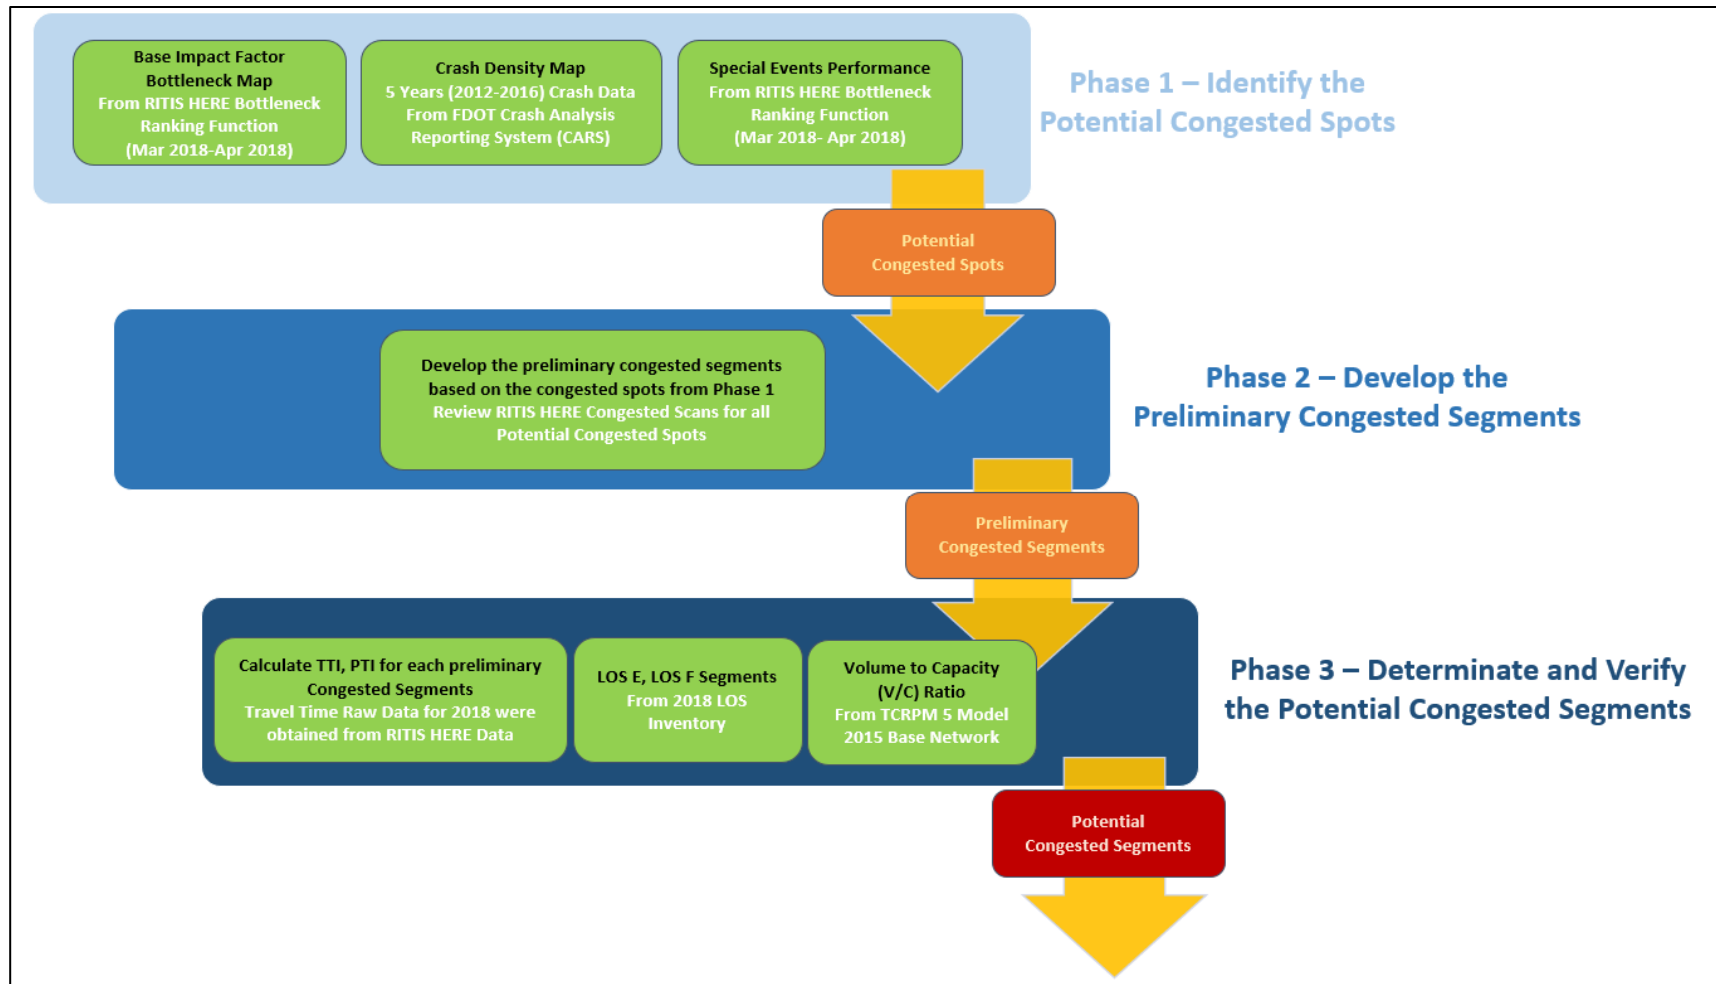 Base Impact Factor
Bottleneck Map
From RITIS HERE Bottleneck
Ranking Function
(Mar 2018-Apr 2018)
Crash Density Map
5 Years (2012-2016) Crash Data
From FDOT Crash Analysis
Reporting System (CARS)
Special Events Performance
From RITIS HERE Bottleneck
Ranking Function
(Mar 2018- Apr 2018)
Phase 1 – Identify the
Potential Congested Spots
Potential
Congested Spots
Develop the preliminary congested segments
based on the congested spots from Phase 1
Review RITIS HERE Congested Scans for all
Potential Congested Spots
Phase 2 – Develop the
Preliminary Congested Segments
Preliminary
Congested Segments
Calculate TTI, PTI for each preliminary
Congested Segments
Travel Time Raw Data for 2018 were
obtained from RITIS HERE Data
LOS E, LOS F Segments
From 2018 LOS
Inventory
Volume to Capacity
(V/C) Ratio
From TCRPM 5 Model
2015 Base Network
Phase 3 – Determinate and Verify
the Potential Congested Segments
Potential
Congested Segments